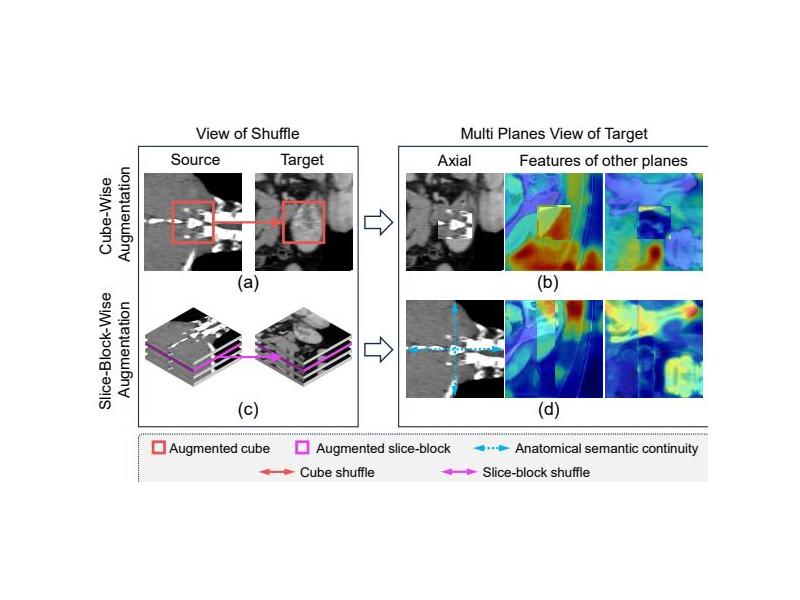 View of Shuffle
Multi Planes View of Target
Source
Target
Axial
Features of other planes
Cube-Wise
Augmentation
(a)
(b)
Slice-Block-Wise
Augmentation
(c)
(d)
Augmented cube
Augmented slice-block
Anatomical semantic continuity
Cube shuffle
Slice-block shuffle